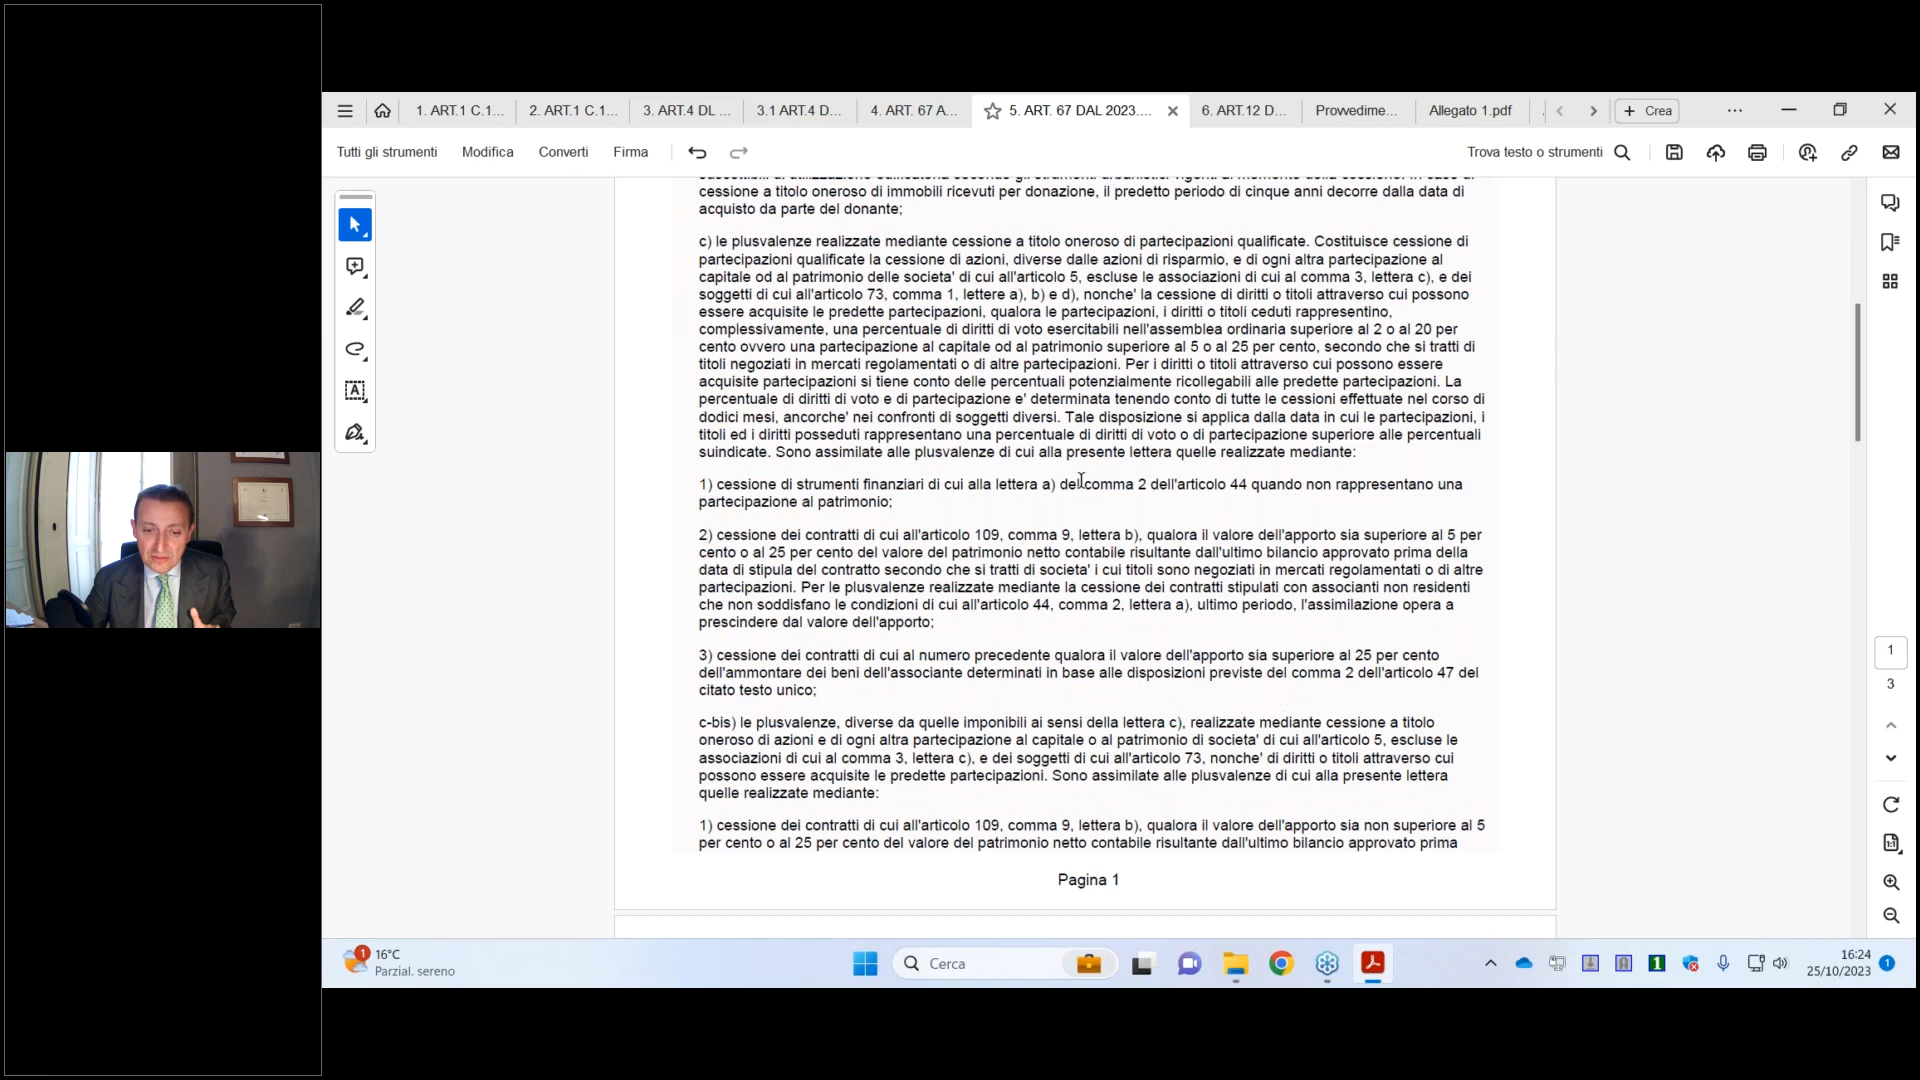 1. ART.1 C.1...
2. ART.1 C.1...
3. ART.4 DL ...
3.1 ART.4 D...
4. ART. 67 A...
5. ART. 67 DAL 2023....
6. ART.12 D...
Provvedime...
Allegato 1.pdf
Crea
Tutti gli strumenti
Modifica
Converti
Firma
Trova testo o strumenti
cessione a titolo oneroso di immobili ricevuti per donazione, il predetto periodo di cinque anni decorre dalla data di
acquisto da parte del donante;
c) le plusvalenze realizzate mediante cessione a titolo oneroso di partecipazioni qualificate. Costituisce cessione di
partecipazioni qualificate la cessione di azioni, diverse dalle azioni di risparmio, e di ogni altra partecipazione al
capitale od al patrimonio delle societa' di cui all'articolo 5, escluse le associazioni di cui al comma 3, lettera c), e dei
soggetti di cui all'articolo 73, comma 1, lettere a), b) e d), nonche' la cessione di diritti o titoli attraverso cui possono
essere acquisite le predette partecipazioni, qualora le partecipazioni, i diritti o titoli ceduti rappresentino,
complessivamente, una percentuale di diritti di voto esercitabili nell'assemblea ordinaria superiore al 2 o al 20 per
cento ovvero una partecipazione al capitale od al patrimonio superiore al 5 o al 25 per cento, secondo che si tratti di
titoli negoziati in mercati regolamentati o di altre partecipazioni. Per i diritti o titoli attraverso cui possono essere
acquisite partecipazioni si tiene conto delle percentuali potenzialmente ricollegabili alle predette partecipazioni. La
percentuale di diritti di voto e di partecipazione e' determinata tenendo conto di tutte le cessioni effettuate nel corso di
dodici mesi, ancorche' nei confronti di soggetti diversi. Tale disposizione si applica dalla data in cui le partecipazioni, i
titoli ed i diritti posseduti rappresentano una percentuale di diritti di voto o di partecipazione superiore alle percentuali
suindicate. Sono assimilate alle plusvalenze di cui alla presente lettera quelle realizzate mediante:
1) cessione di strumenti finanziari di cui alla lettera a) del comma 2 dell'articolo 44 quando non rappresentano una
partecipazione al patrimonio;
2) cessione dei contratti di cui all'articolo 109, comma 9, lettera b), qualora il valore dell'apporto sia superiore al 5 per
cento o al 25 per cento del valore del patrimonio netto contabile risultante dall'ultimo bilancio approvato prima della
data di stipula del contratto secondo che si tratti di societa' i cui titoli sono negoziati in mercati regolamentati o di altre
partecipazioni. Per le plusvalenze realizzate mediante la cessione dei contratti stipulati con associanti non residenti
che non soddisfano le condizioni di cui all'articolo 44, comma 2, lettera a), ultimo periodo, l'assimilazione opera a
prescindere dal valore dell'apporto;
3) cessione dei contratti di cui al numero precedente qualora il valore dell'apporto sia superiore al 25 per cento
dell'ammontare dei beni dell'associante determinati in base alle disposizioni previste del comma 2 dell'articolo 47 del
citato testo unico;
c-bis) le plusvalenze, diverse da quelle imponibili ai sensi della lettera c), realizzate mediante cessione a titolo
oneroso di azioni e di ogni altra partecipazione al capitale o al patrimonio di societa' di cui all'articolo 5, escluse le
associazioni di cui al comma 3, lettera c), e dei soggetti di cui all'articolo 73, nonche' di diritti o titoli attraverso cui
possono essere acquisite le predette partecipazioni. Sono assimilate alle plusvalenze di cui alla presente lettera
quelle realizzate mediante:
1) cessione dei contratti di cui all'articolo 109, comma 9, lettera b), qualora il valore dell'apporto sia non superiore al 5
per cento o al 25 per cento del valore del patrimonio netto contabile risultante dall'ultimo bilancio approvato prima
Pagina 1
1
3
1
16°C
Parzial. sereno
Cerca
1
16:24
25/10/2023
1